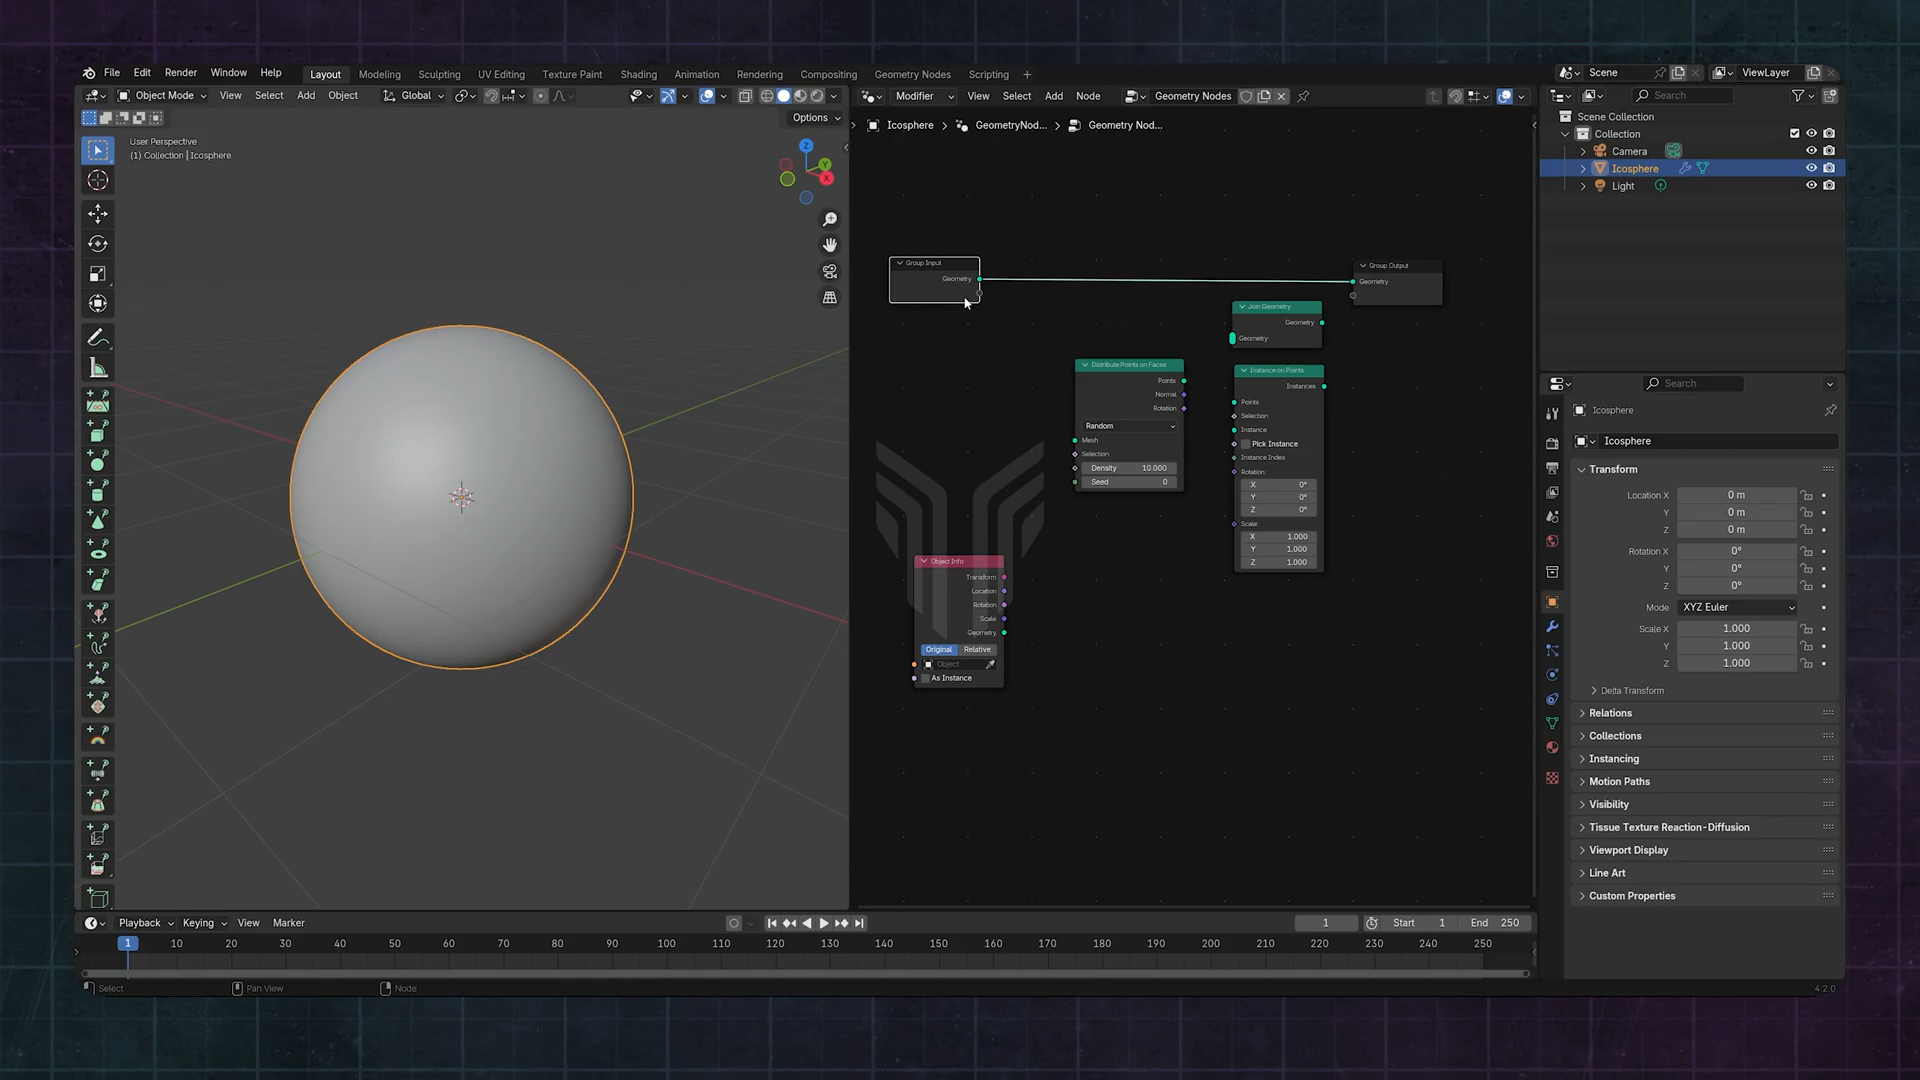 File Edit Render Window Help Layout Modeling Sculpting UV Editing Texture Paint Shading Animation Rendering Compositing Geometry Nodes Scripting + Scene ViewLayer
Object Mode View Select Add Object Global Modifier View Select Add Node Geometry Nodes Search
Options
Icosphere > GeometryNod... > Geometry Nod...
User Perspective
(1) Collection | Icosphere
Z
Y
X
Scene Collection
Collection
Camera
Icosphere
Light
Group Input
Geometry
Group Output
Geometry
Join Geometry
Geometry
Geometry
Distribute Points on Faces
Points
Normal
Rotation
Random
Mesh
Selection
Density 10.000
Seed 0
Instance on Points
Instances
Points
Selection
Instance
Pick Instance
Instance Index
Rotation:
X 0°
Y 0°
Z 0°
Scale:
X 1.000
Y 1.000
Z 1.000
Object Info
Transform
Location
Rotation
Scale
Geometry
Original Relative
Object
As Instance
Search
Icosphere
Icosphere
Transform
Location X 0 m
Y 0 m
Z 0 m
Rotation X 0°
Y 0°
Z 0°
Mode XYZ Euler
Scale X 1.000
Y 1.000
Z 1.000
Delta Transform
Relations
Collections
Instancing
Motion Paths
Visibility
Tissue Texture Reaction-Diffusion
Viewport Display
Line Art
Custom Properties
Playback Keying View Marker 1 Start 1 End 250
1 10 20 30 40 50 60 70 80 90 100 110 120 130 140 150 160 170 180 190 200 210 220 230 240 250
Select Pan View Node 4.2.0